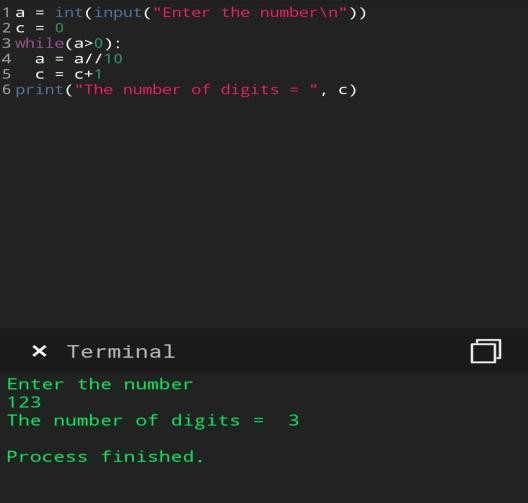 1 a = int(input("Enter the number\n"))
2 c = 0
3 while(a>0):
4   a = a//10
5   c = c+1
6 print("The number of digits = ", c)
× Terminal
Enter the number
123
The number of digits =  3
Process finished.